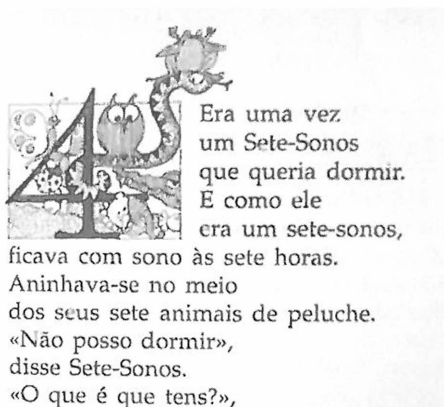 4
Era uma vez
um Sete-Sonos
que queria dormir.
E como ele
era um sete-sonos,
ficava com sono às sete horas.
Aninhava-se no meio
dos seus sete animais de peluche.
«Não posso dormir»,
disse Sete-Sonos.
«O que é que tens?»,